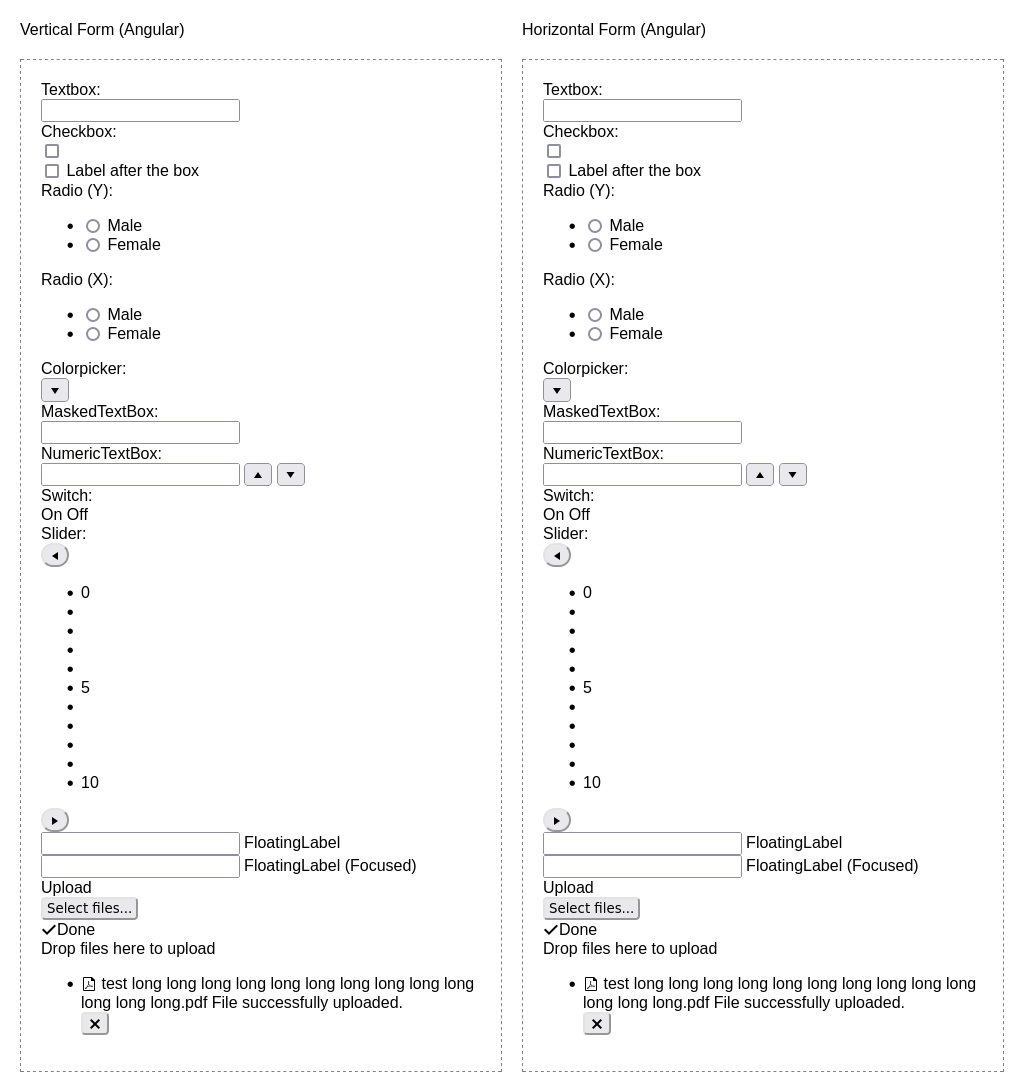 Vertical Form (Angular)
Textbox:
Checkbox:
Label after the box
Radio (Y):
Male
Female
Radio (X):
Male
Female
Colorpicker:
MaskedTextBox:
NumericTextBox:
Switch:
On Off
Slider:
0
5
10
FloatingLabel
FloatingLabel (Focused)
Upload
Select files...
Done
Drop files here to upload
test long long long long long long long long long long
long long long.pdf File successfully uploaded.
Horizontal Form (Angular)
Textbox:
Checkbox:
Label after the box
Radio (Y):
Male
Female
Radio (X):
Male
Female
Colorpicker:
MaskedTextBox:
NumericTextBox:
Switch:
On Off
Slider:
0
5
10
FloatingLabel
FloatingLabel (Focused)
Upload
Select files...
Done
Drop files here to upload
test long long long long long long long long long long
long long long.pdf File successfully uploaded.